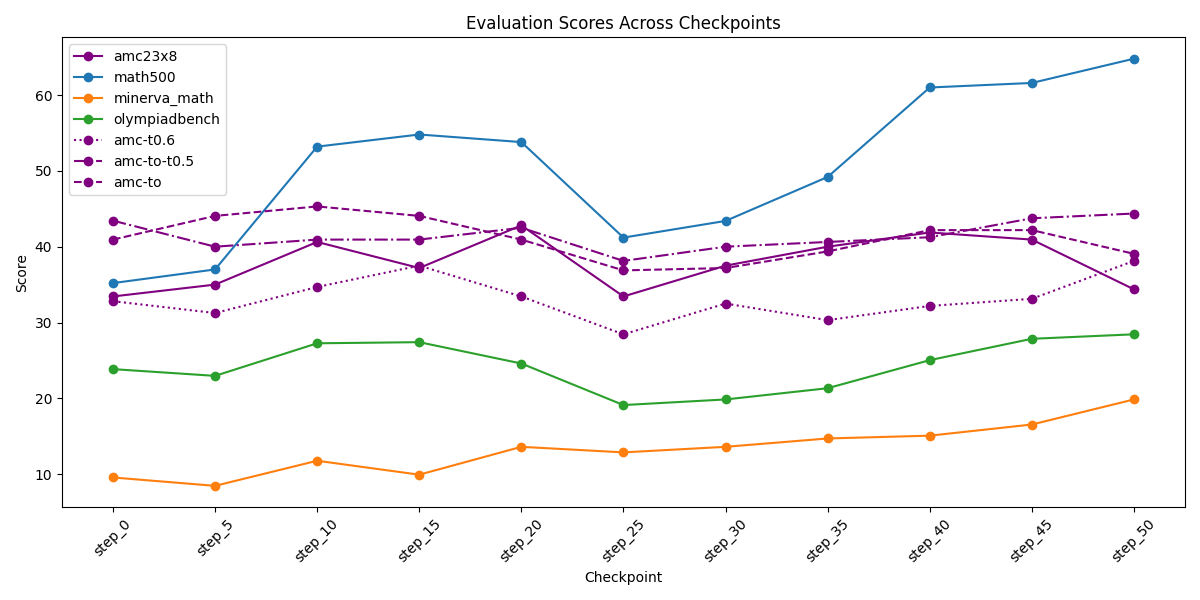 Evaluation Scores Across Checkpoints
amc23x8
math500
minerva_math
olympiadbench
amc-t0.6
amc-to-t0.5
amc-to
Score
60
50
40
30
20
10
step_0
step_5
step_10
step_15
step_20
step_25
step_30
step_35
step_40
step_45
step_50
Checkpoint